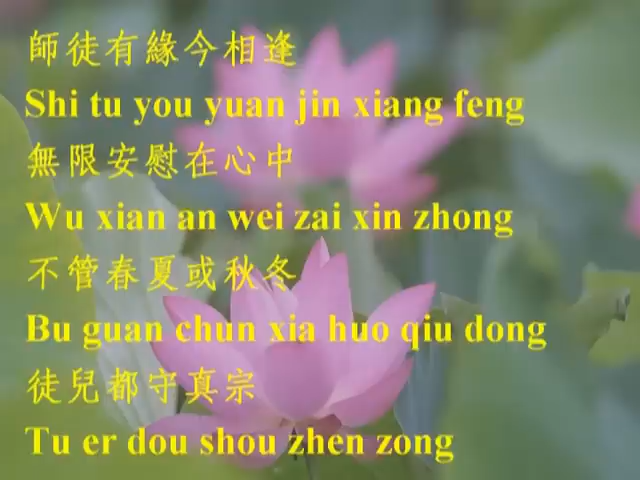 師徒有緣今相逢
Shi tu you yuan jin xiang feng
無限安慰在心中
Wu xian an wei zai xin zhong
不管春夏或秋冬
Bu guan chun xia huo qiu dong
徒兒都守真宗
Tu er dou shou zhen zong